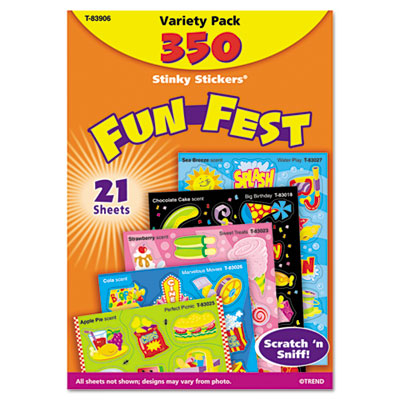 T-83906
Variety Pack
350
Stinky Stickers®
FUN FEST
21
Sheets
Sea Breeze scent
Water Play T-83027
SPLASH
Chocolate Cake scent
Big Birthday T-83018
Strawberry scent
Sweet Treats T-83023
Cola scent
Marvelous Movies T-83026
Apple Pie scent
Perfect Picnic T-83025
Scratch 'n
Sniff!
All sheets not shown; designs may vary from photo.
©TREND